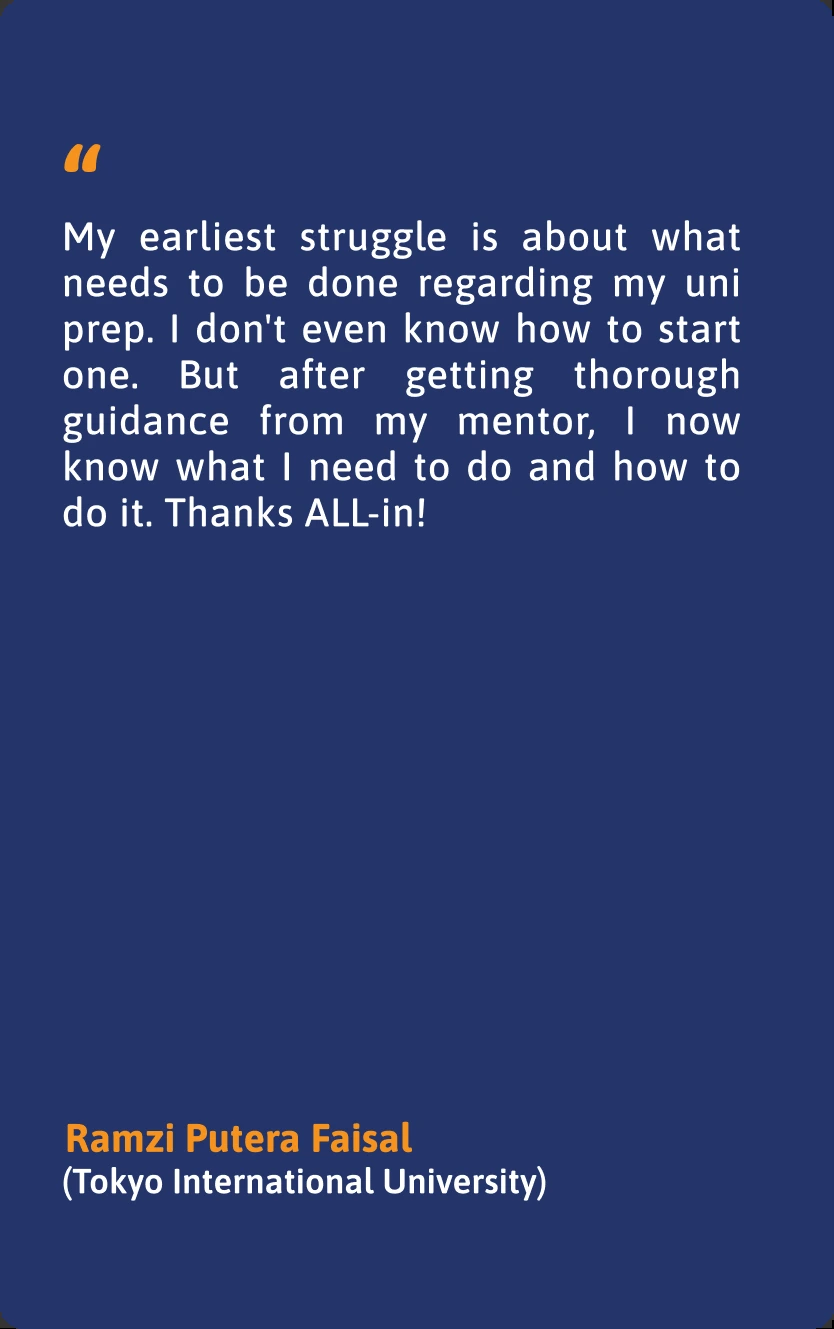 “
My earliest struggle is about what
needs to be done regarding my uni
prep. I don't even know how to start
one. But after getting thorough
guidance from my mentor, I now
know what I need to do and how to
do it. Thanks ALL-in!
Ramzi Putera Faisal
(Tokyo International University)